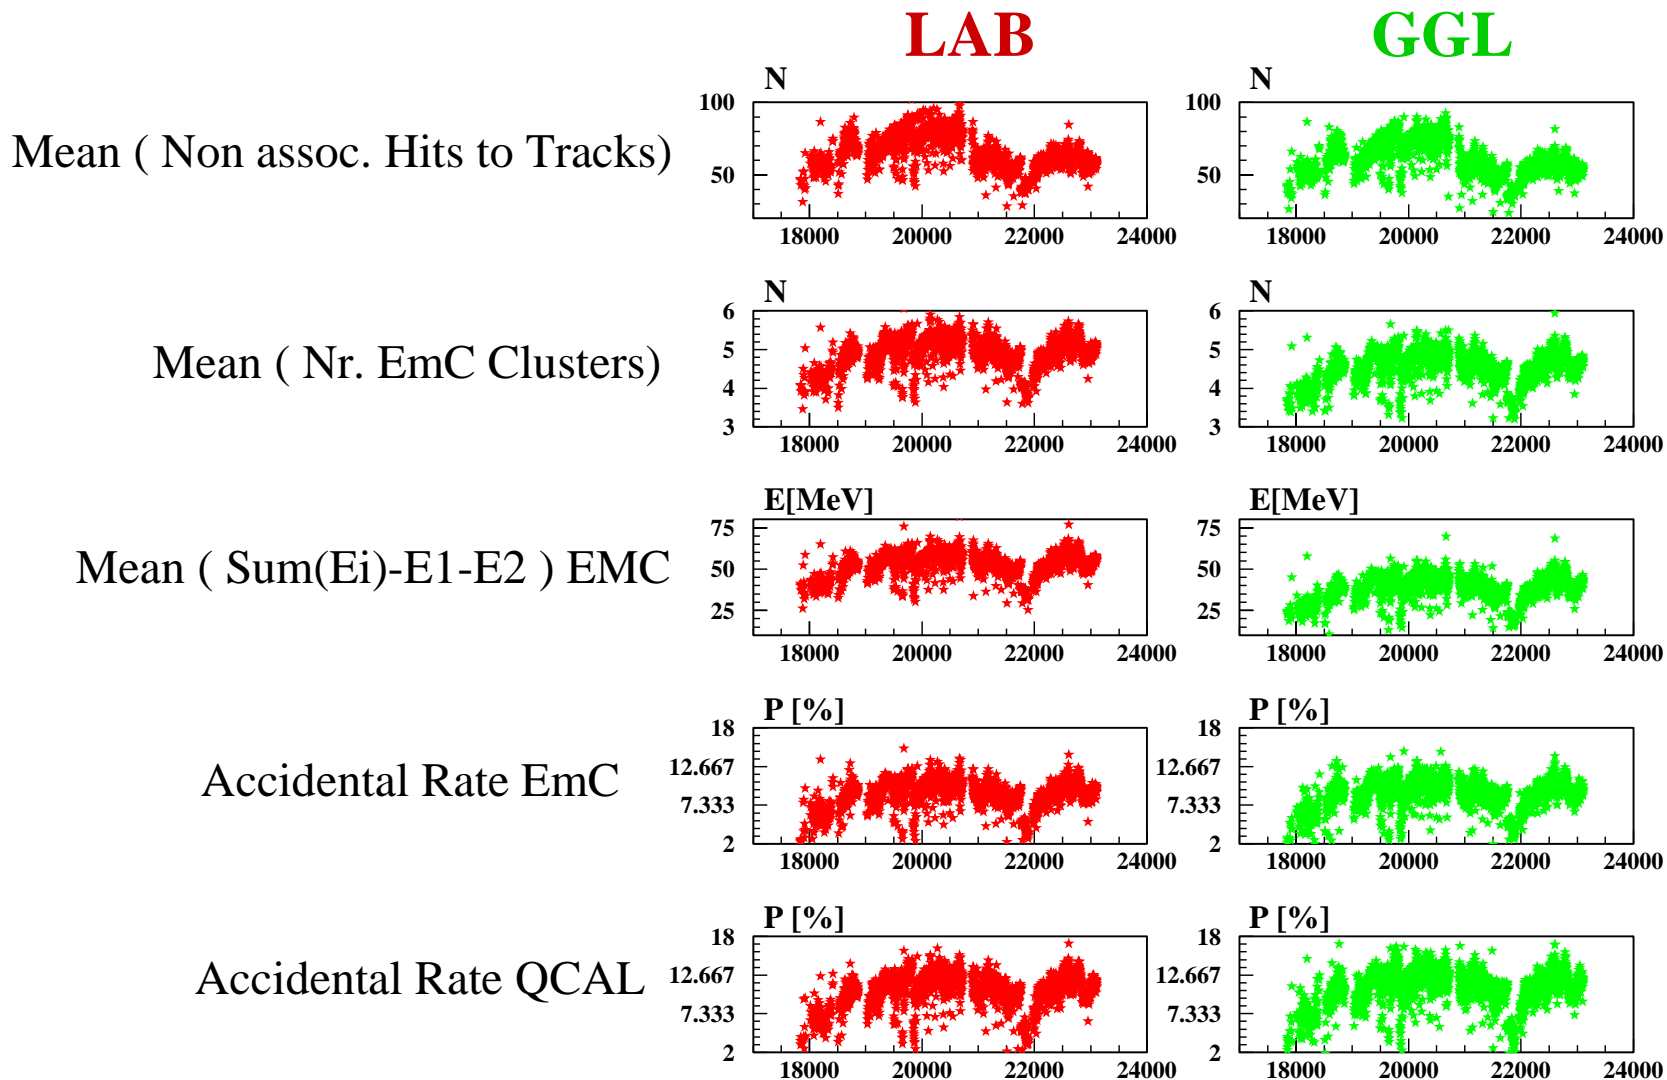 LAB GGL
Mean ( Non assoc. Hits to Tracks)
N
100
50
18000 20000 22000 24000
N
100
50
18000 20000 22000 24000
Mean ( Nr. EmC Clusters)
N
6
5
4
3
18000 20000 22000 24000
N
6
5
4
3
18000 20000 22000 24000
Mean ( Sum(Ei)-E1-E2 ) EMC
E[MeV]
75
50
25
18000 20000 22000 24000
E[MeV]
75
50
25
18000 20000 22000 24000
Accidental Rate EmC
P [%]
18
12.667
7.333
2
18000 20000 22000 24000
P [%]
18
12.667
7.333
2
18000 20000 22000 24000
Accidental Rate QCAL
P [%]
18
12.667
7.333
2
18000 20000 22000 24000
P [%]
18
12.667
7.333
2
18000 20000 22000 24000